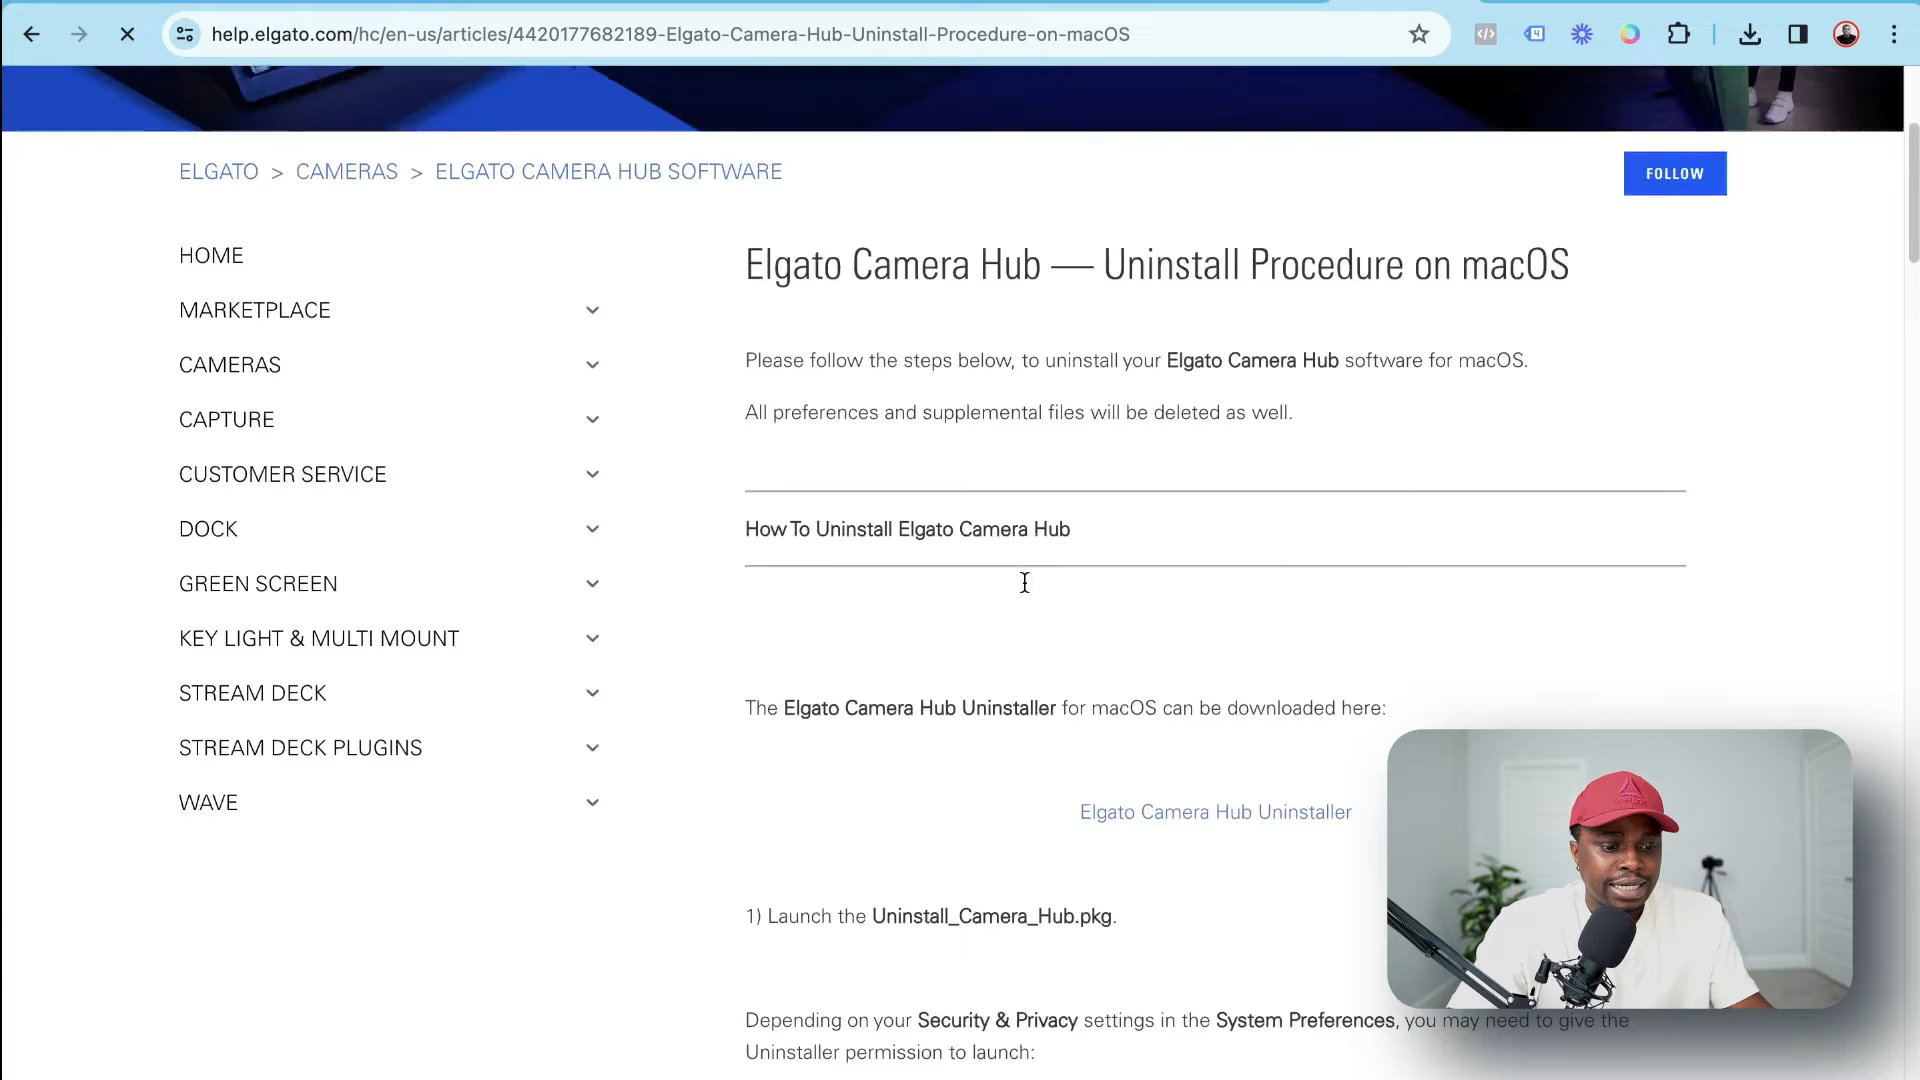 help.elgato.com/hc/en-us/articles/4420177682189-Elgato-Camera-Hub-Uninstall-Procedure-on-macOS
ELGATO > CAMERAS > ELGATO CAMERA HUB SOFTWARE
FOLLOW
HOME
MARKETPLACE
CAMERAS
CAPTURE
CUSTOMER SERVICE
DOCK
GREEN SCREEN
KEY LIGHT & MULTI MOUNT
STREAM DECK
STREAM DECK PLUGINS
WAVE
Elgato Camera Hub — Uninstall Procedure on macOS
Please follow the steps below, to uninstall your Elgato Camera Hub software for macOS.
All preferences and supplemental files will be deleted as well.
How To Uninstall Elgato Camera Hub
The Elgato Camera Hub Uninstaller for macOS can be downloaded here:
Elgato Camera Hub Uninstaller
1) Launch the Uninstall_Camera_Hub.pkg.
Depending on your Security & Privacy settings in the System Preferences, you may need to give the
Uninstaller permission to launch: